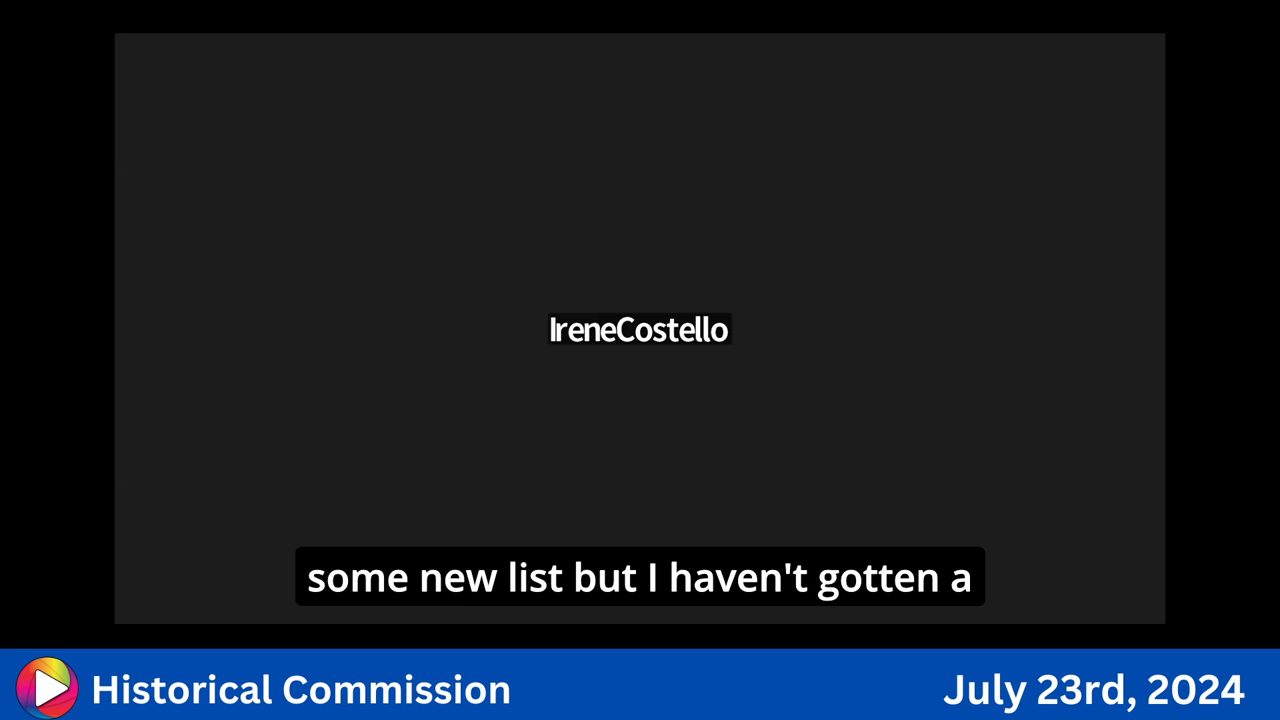 IreneCostello
some new list but I haven't gotten a
Historical Commission
July 23rd, 2024